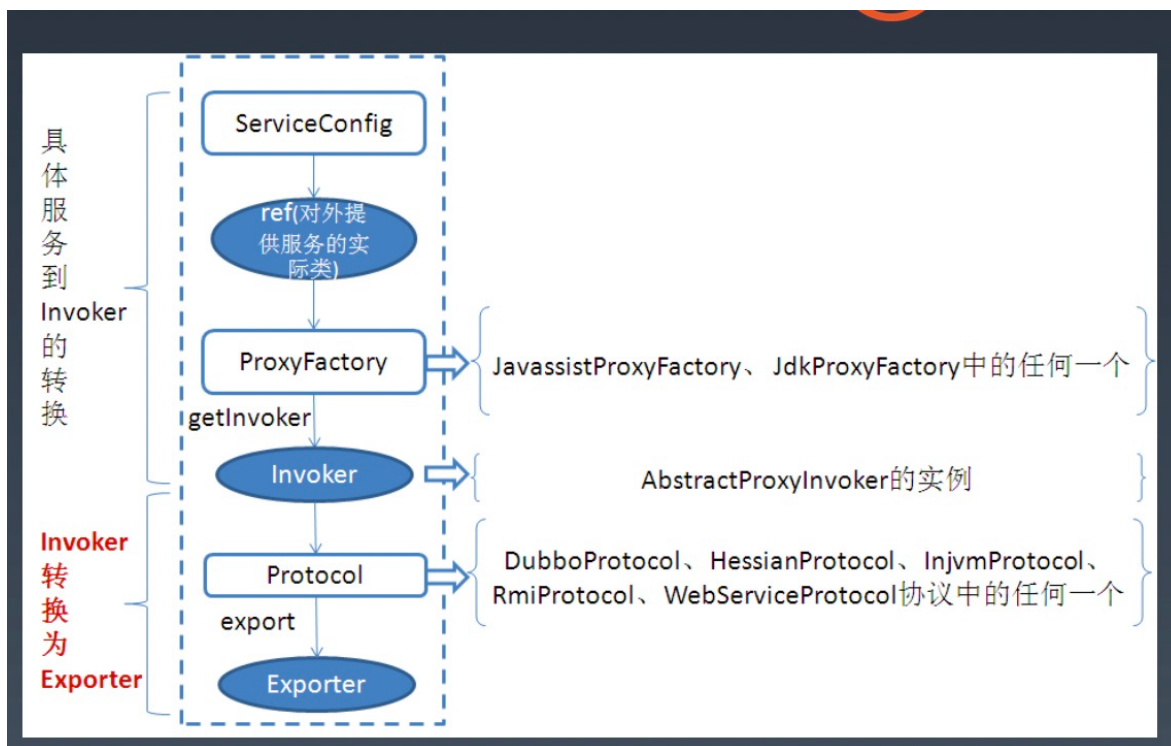 具
体
服
务
到
Invoker
的
转
换
Invoker
转
换
为
Exporter
ServiceConfig
ref(对外提
供服务的实
际类)
ProxyFactory
getInvoker
Invoker
Protocol
export
Exporter
JavassistProxyFactory、JdkProxyFactory中的任何一个
AbstractProxyInvoker的实例
DubboProtocol、HessianProtocol、InjvmProtocol、
RmiProtocol、WebServiceProtocol协议中的任何一个